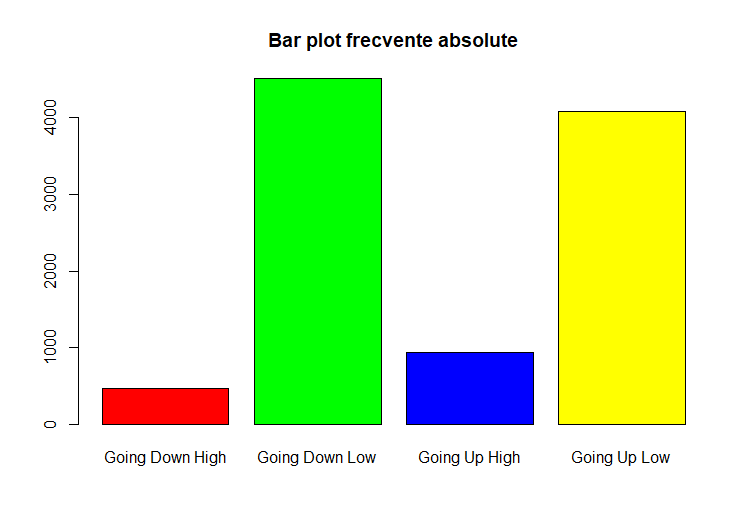 Bar plot frecvente absolute
4000
3000
2000
1000
0
Going Down High
Going Down Low
Going Up High
Going Up Low